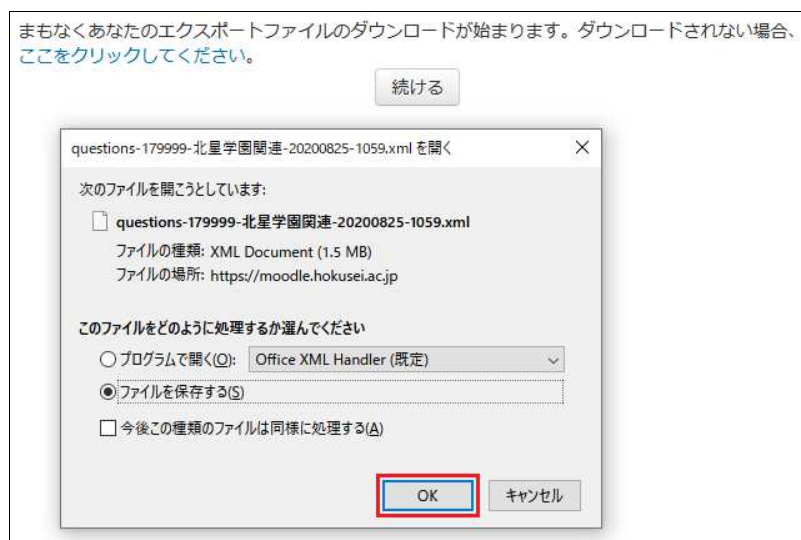 まもなくあなたのエクスポートファイルのダウンロードが始まります。ダウンロードされない場合、
ここをクリックしてください。
続ける
questions-179999-北星学園関連-20200825-1059.xml を開く
次のファイルを開こうとしています:
questions-179999-北星学園関連-20200825-1059.xml
ファイルの種類: XML Document (1.5 MB)
ファイルの場所: https://moodle.hokusei.ac.jp
このファイルをどのように処理するか選んでください
プログラムで開く(O): Office XML Handler (既定)
ファイルを保存する(S)
今後この種類のファイルは同様に処理する(A)
OK キャンセル